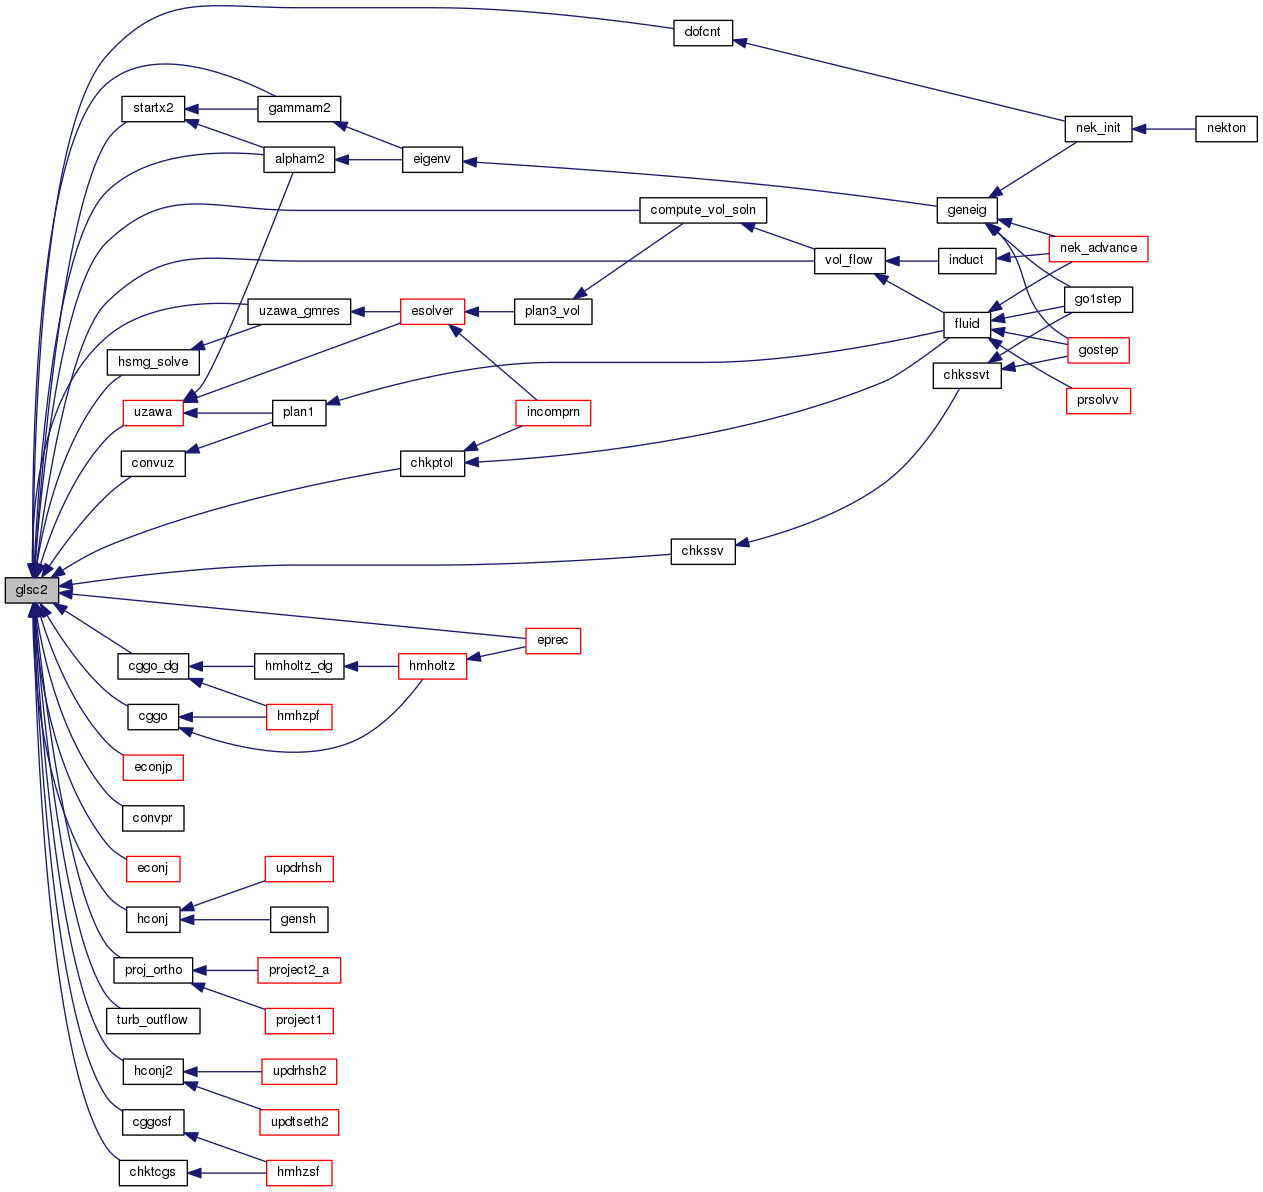 dofcnt
startx2
gammam2
nek_init
nekton
alpham2
eigenv
compute_vol_soln
geneig
nek_advance
vol_flow
induct
go1step
uzawa_gmres
esolver
plan3_vol
fluid
hsmg_solve
gostep
chkssvt
uzawa
plan1
incomprn
prsolvv
convuz
chkptol
chkssv
glsc2
eprec
cggo_dg
hmholtz_dg
hmholtz
cggo
hmhzpf
econjp
convpr
econj
updrhsh
hconj
gensh
proj_ortho
project2_a
turb_outflow
project1
hconj2
updrhsh2
cggosf
updtseth2
chktcgs
hmhzsf